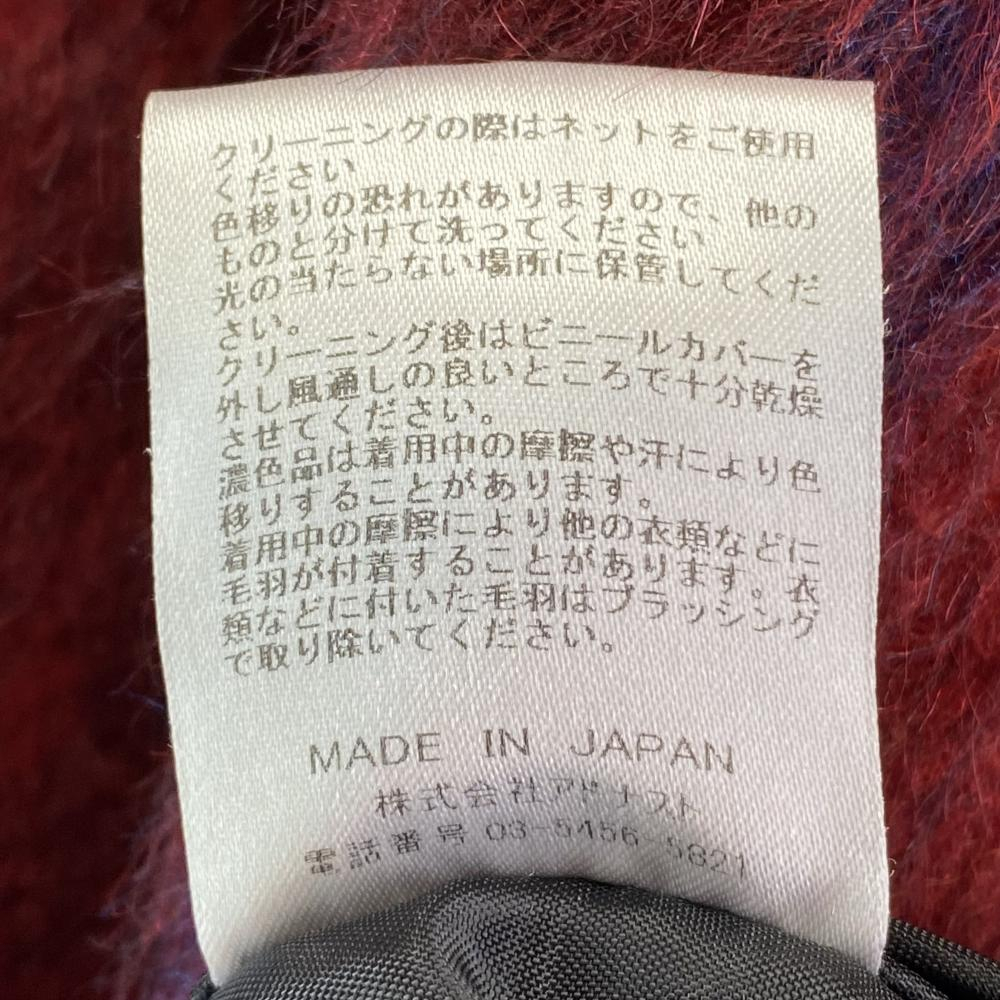 クリーニングの際はネットをご使用
ください
色移りの恐れがありますので、他の
ものと分けて洗ってください
光の当たらない場所に保管してくだ
さい。
クリーニング後はビニールカバーを
外し風通しの良いところで十分乾燥
させてください。
濃色品は着用中の摩擦や汗により色
移りすることがあります。
着用中の摩擦により他の衣類などに
毛羽が付着することがあります。衣
類などに付いた毛羽はブラッシング
で取り除いてください。
MADE IN JAPAN
株式会社アドナスト
電話番号 03-5456-5821